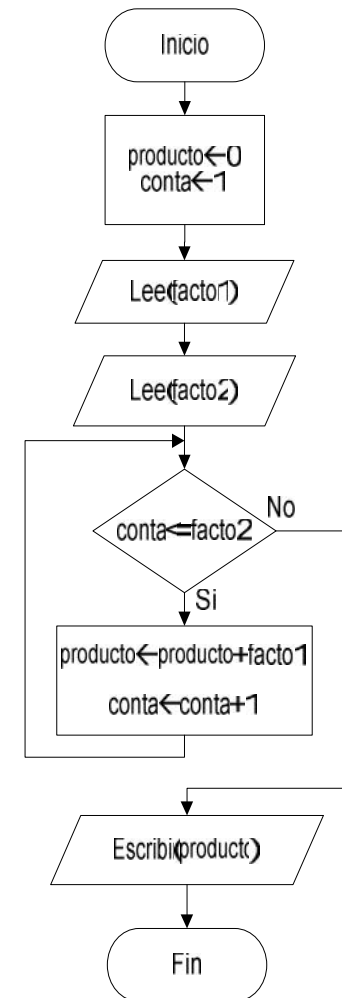 Inicio
producto←0
conta←1
Lee(facto1)
Lee(facto2)
conta<=facto2
No
Si
producto←producto+facto1
conta←conta+1
Escribi(producto)
Fin